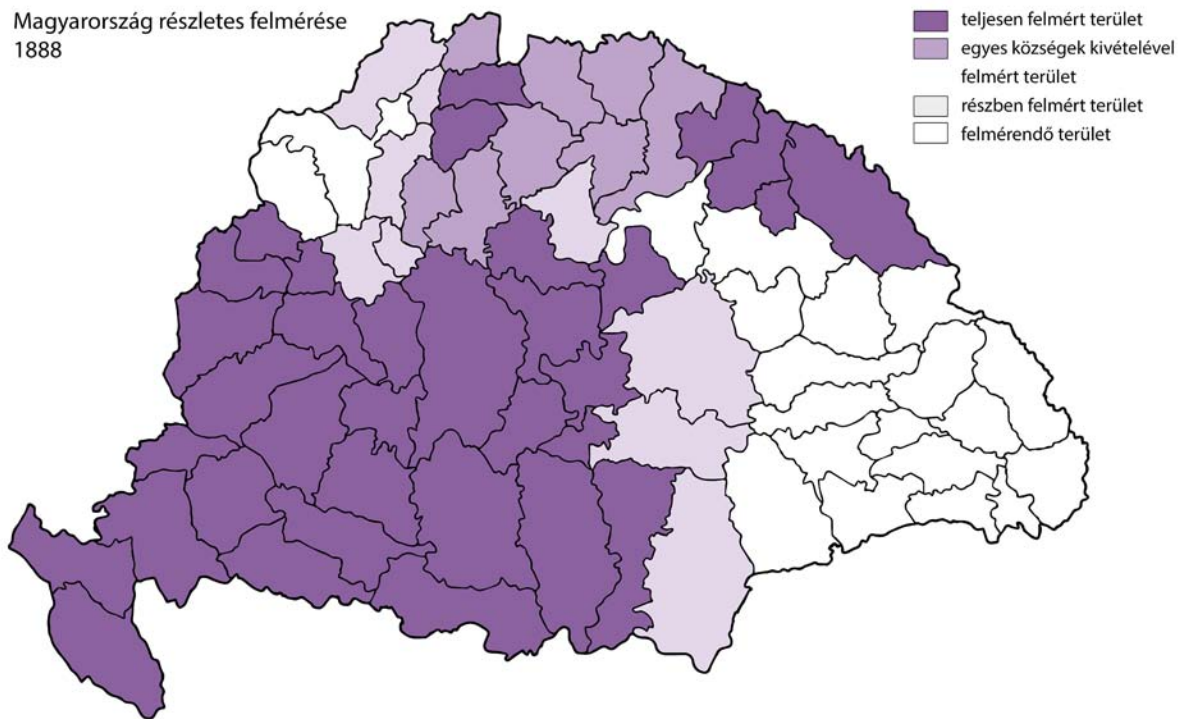 Magyarország részletes felmérése
1888
teljesen felmért terület
egyes községek kivételével
felmért terület
részben felmért terület
felmérendő terület